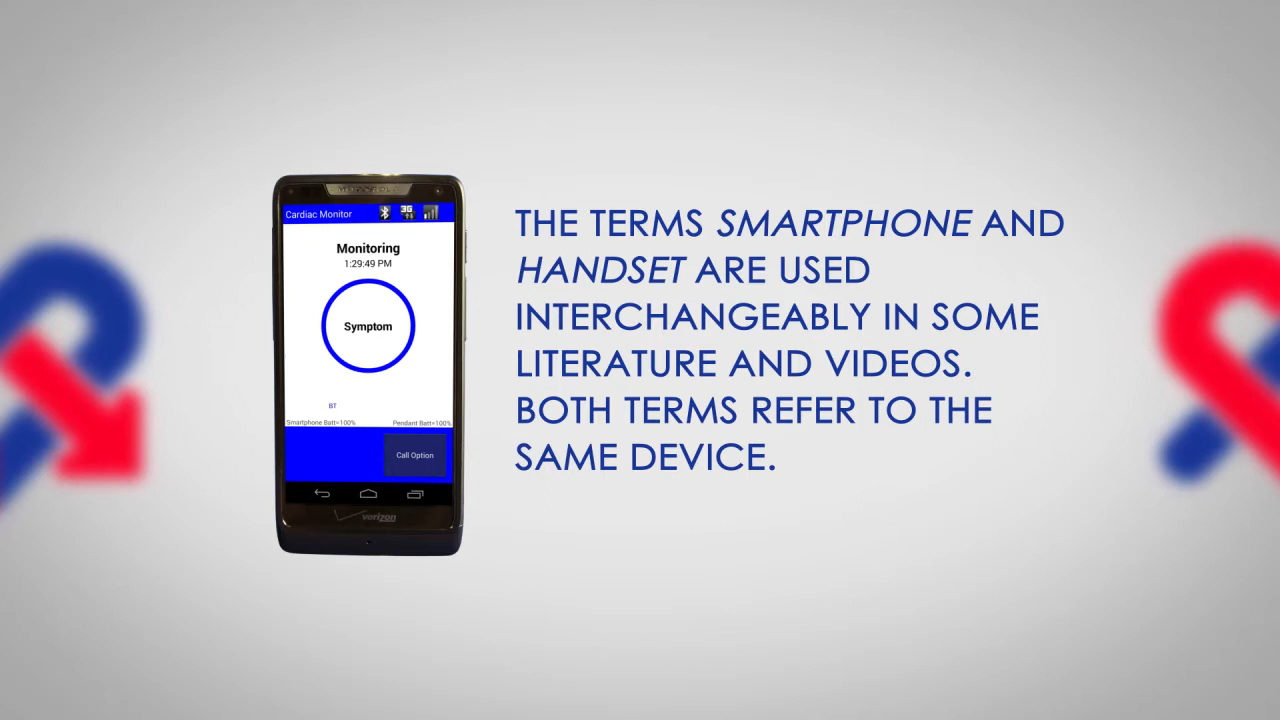 MOTOROLA
Cardiac Monitor
3G
Monitoring
1:29:49 PM
Symptom
BT
Smartphone Batt=100%
Pendant Batt=100%
Call Option
verizon
THE TERMS SMARTPHONE AND
HANDSET ARE USED
INTERCHANGEABLY IN SOME
LITERATURE AND VIDEOS.
BOTH TERMS REFER TO THE
SAME DEVICE.